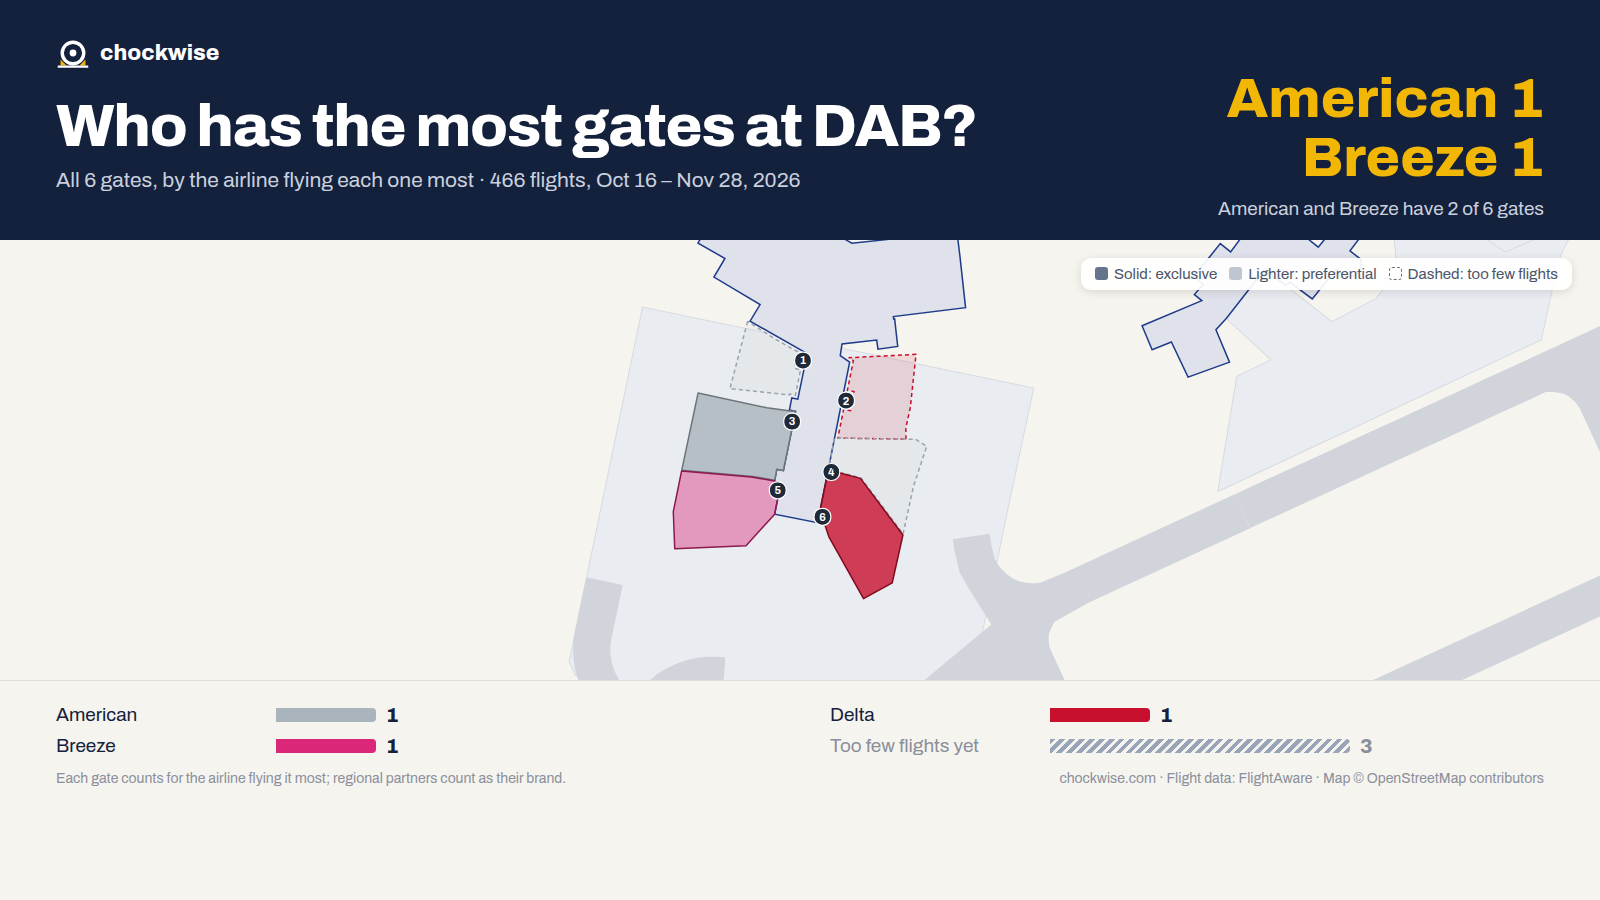 chockwise
Who has the most gates at DAB?
All 6 gates, by the airline flying each one most · 466 flights, Oct 16 – Nov 28, 2026
American 1
Breeze 1
American and Breeze have 2 of 6 gates
Solid: exclusive Lighter: preferential Dashed: too few flights
1
2
3
4
5
6
American 1
Breeze 1
Delta 1
Too few flights yet 3
Each gate counts for the airline flying it most; regional partners count as their brand.
chockwise.com · Flight data: FlightAware · Map © OpenStreetMap contributors